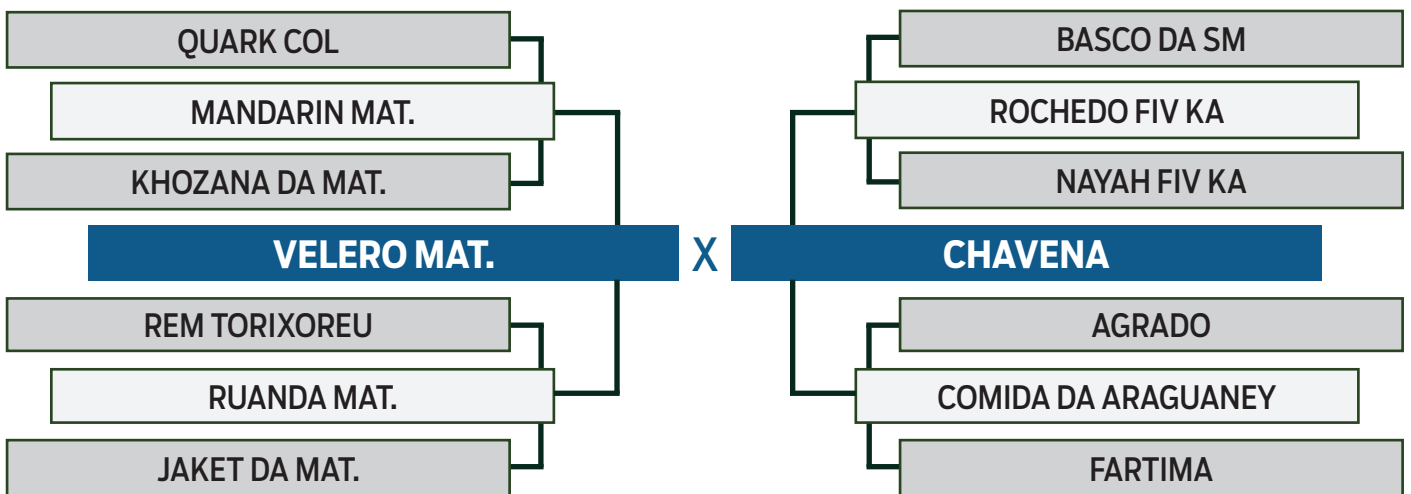 QUARK COL
MANDARIN MAT.
KHOZANA DA MAT.
VELERO MAT.
REM TORIXOREU
RUANDA MAT.
JAKET DA MAT.
X
BASCO DA SM
ROCHEDO FIV KA
NAYAH FIV KA
CHAVENA
AGRADO
COMIDA DA ARAGUANEY
FARTIMA